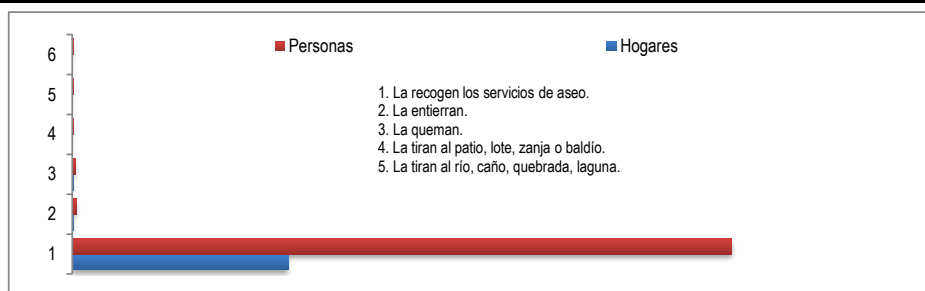 Personas
Hogares
6
5
4
3
2
1
1. La recogen los servicios de aseo.
2. La entierran.
3. La queman.
4. La tiran al patio, lote, zanja o baldío.
5. La tiran al río, caño, quebrada, laguna.